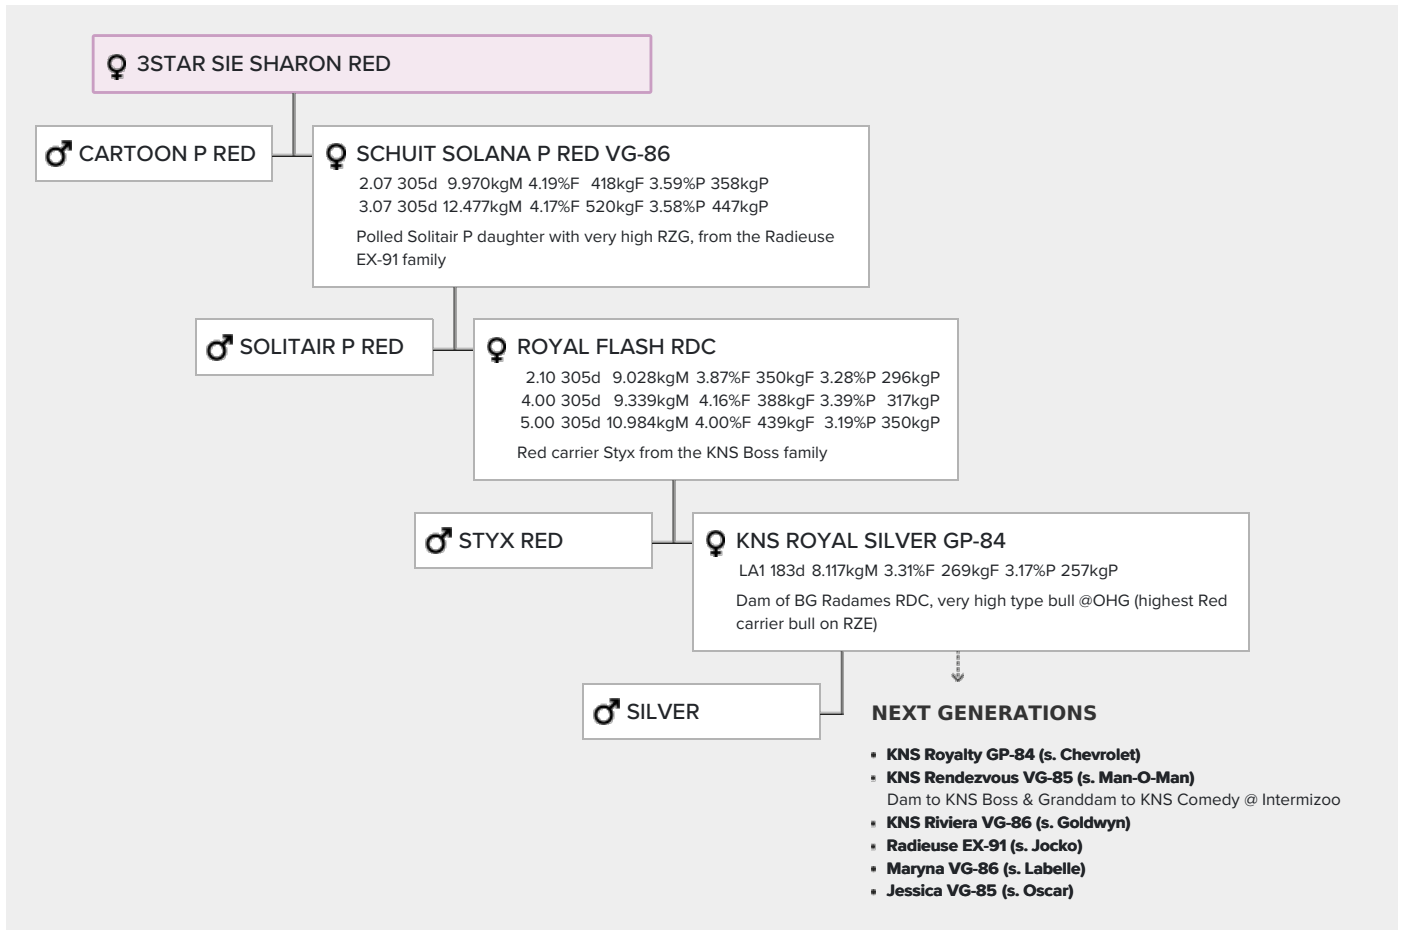 3STAR SIE SHARON RED
CARTOON P RED
SCHUIT SOLANA P RED VG-86
2.07 305d 9.970kgM 4.19%F 418kgF 3.59%P 358kgP
3.07 305d 12.477kgM 4.17%F 520kgF 3.58%P 447kgP
Polled Solitair P daughter with very high RZG, from the Radieuse
EX-91 family
SOLITAIR P RED
ROYAL FLASH RDC
2.10 305d 9.028kgM 3.87%F 350kgF 3.28%P 296kgP
4.00 305d 9.339kgM 4.16%F 388kgF 3.39%P 317kgP
5.00 305d 10.984kgM 4.00%F 439kgF 3.19%P 350kgP
Red carrier Styx from the KNS Boss family
STYX RED
KNS ROYAL SILVER GP-84
LA1 183d 8.117kgM 3.31%F 269kgF 3.17%P 257kgP
Dam of BG Radames RDC, very high type bull @OHG (highest Red
carrier bull on RZE)
SILVER
NEXT GENERATIONS
• KNS Royalty GP-84 (s. Chevrolet)
• KNS Rendezvous VG-85 (s. Man-O-Man)
Dam to KNS Boss & Granddam to KNS Comedy @ Intermizoo
• KNS Riviera VG-86 (s. Goldwyn)
• Radieuse EX-91 (s. Jocko)
• Maryna VG-86 (s. Labelle)
• Jessica VG-85 (s. Oscar)